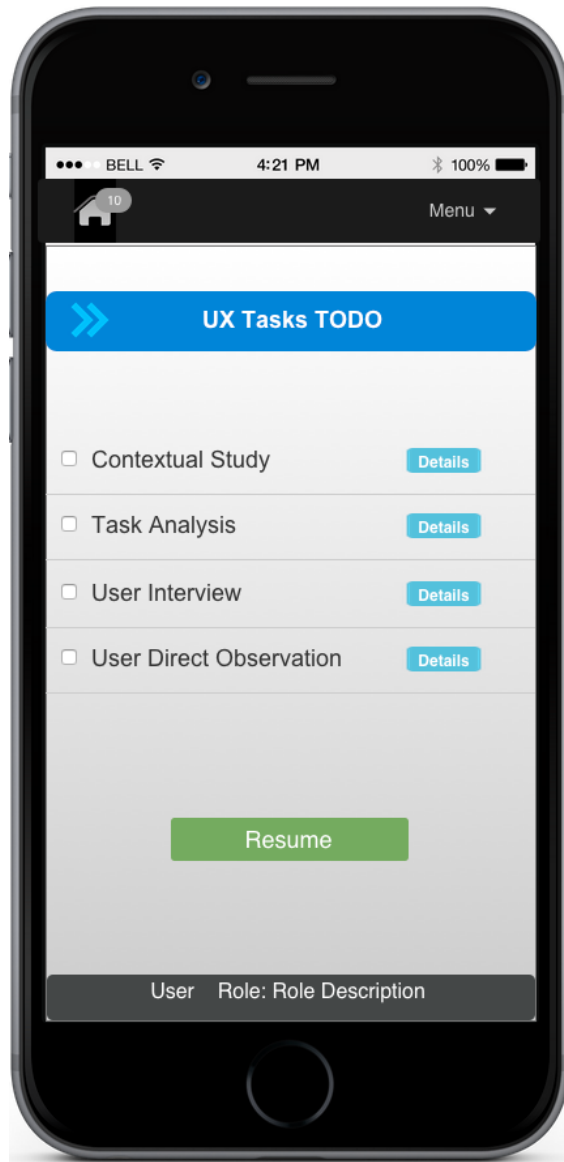 BELL 4:21 PM 100%
10
Menu
UX Tasks TODO
Contextual Study Details
Task Analysis Details
User Interview Details
User Direct Observation Details
Resume
User Role: Role Description